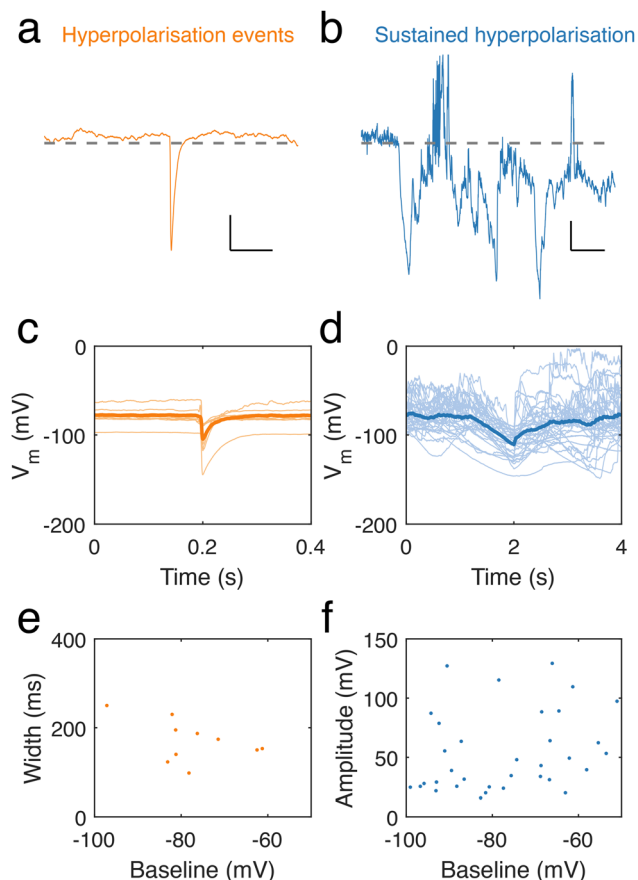 a Hyperpolarisation events
b Sustained hyperpolarisation
c
0
-100
-200
Vm (mV)
0 0.2 0.4
Time (s)
d
0
-100
-200
Vm (mV)
0 2 4
Time (s)
e
400
200
0
Width (ms)
-100 -80 -60
Baseline (mV)
f
150
100
50
0
Amplitude (mV)
-100 -80 -60
Baseline (mV)